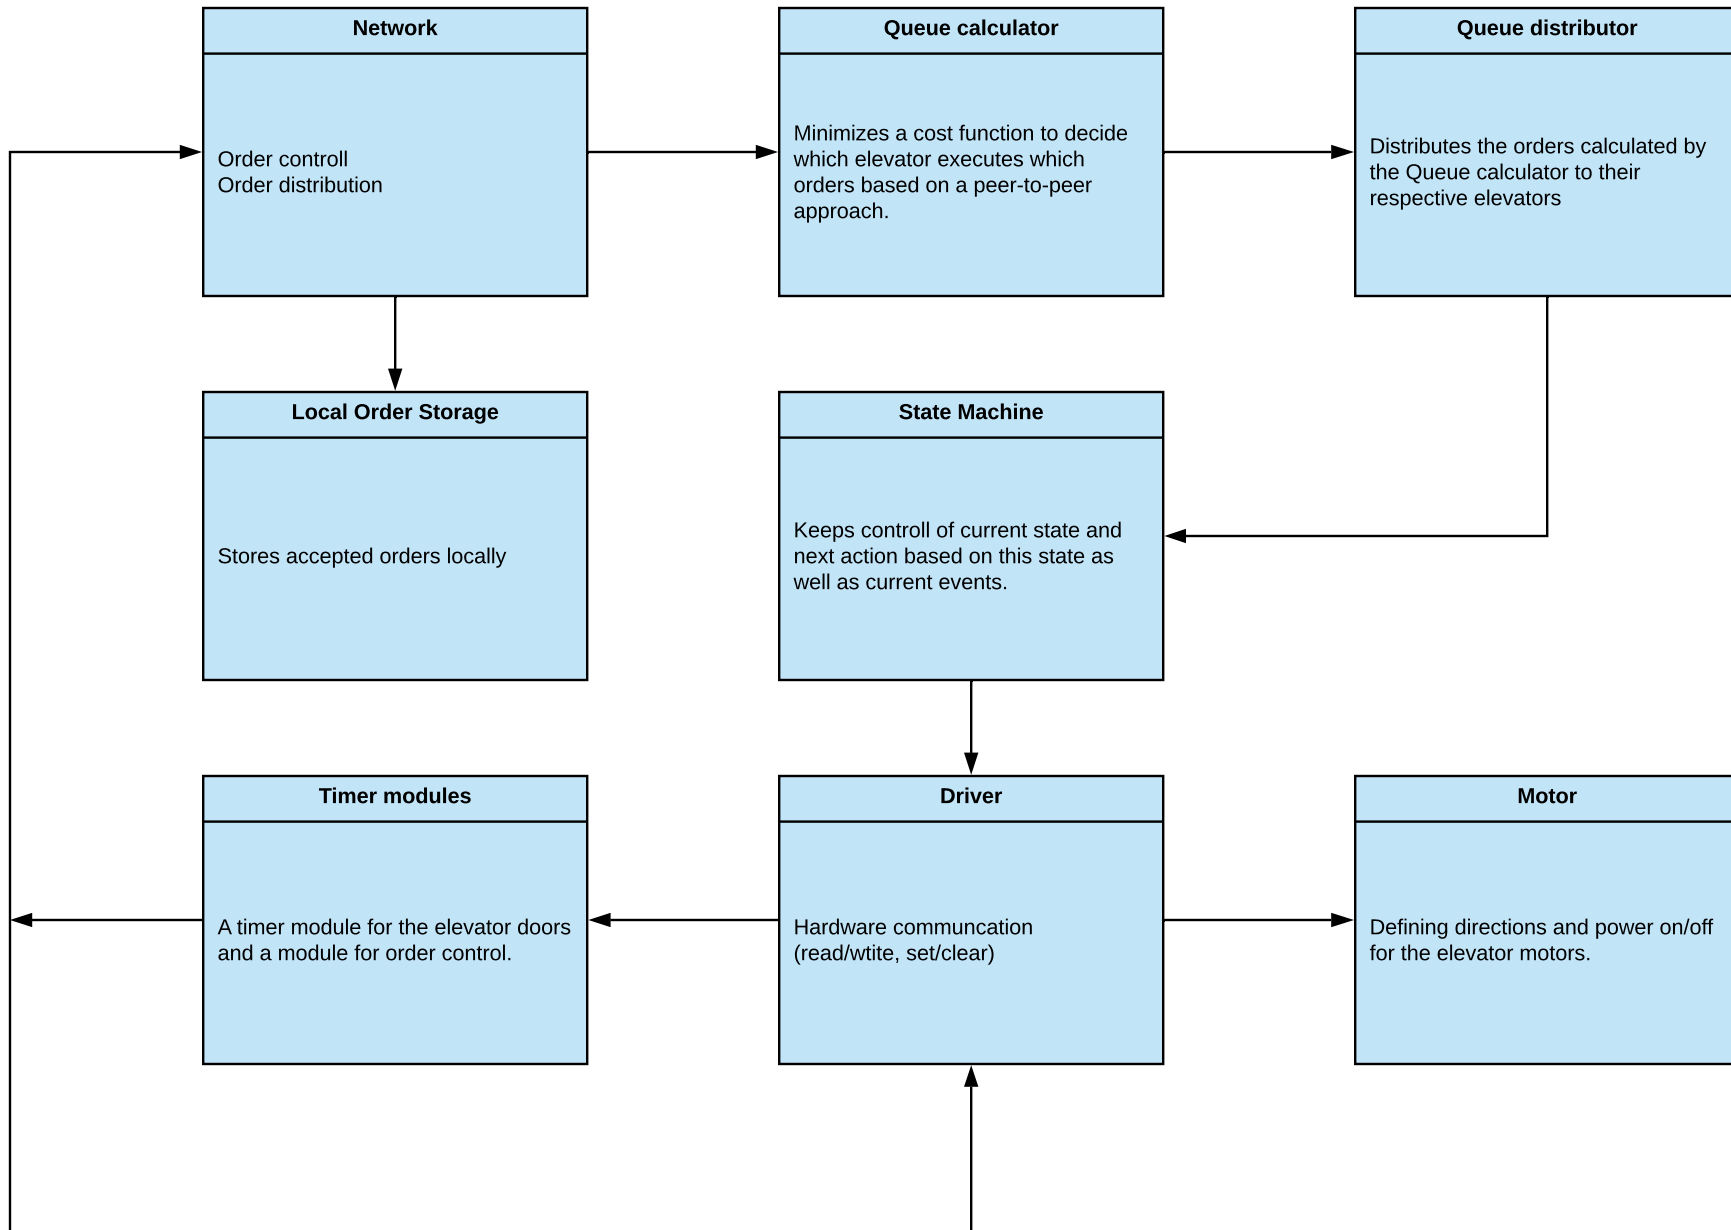 Network
Order controll
Order distribution
Queue calculator
Minimizes a cost function to decide
which elevator executes which
orders based on a peer-to-peer
approach.
Queue distributor
Distributes the orders calculated by
the Queue calculator to their
respective elevators
Local Order Storage
Stores accepted orders locally
State Machine
Keeps controll of current state and
next action based on this state as
well as current events.
Timer modules
A timer module for the elevator doors
and a module for order control.
Driver
Hardware communcation
(read/wtite, set/clear)
Motor
Defining directions and power on/off
for the elevator motors.